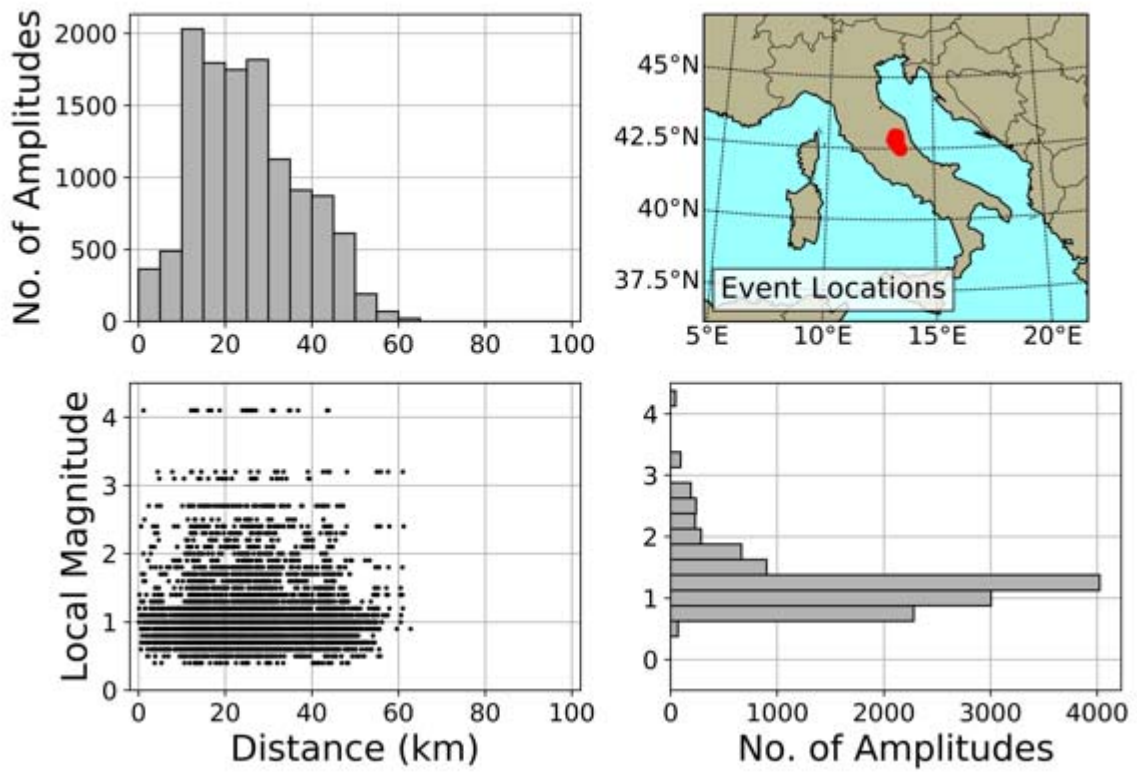 No. of Amplitudes
2000
1500
1000
500
0
0 20 40 60 80 100
45°N
42.5°N
40°N
37.5°N
Event Locations
5°E 10°E 15°E 20°E
Local Magnitude
4
3
2
1
0
0 20 40 60 80 100
Distance (km)
4
3
2
1
0
0 1000 2000 3000 4000
No. of Amplitudes